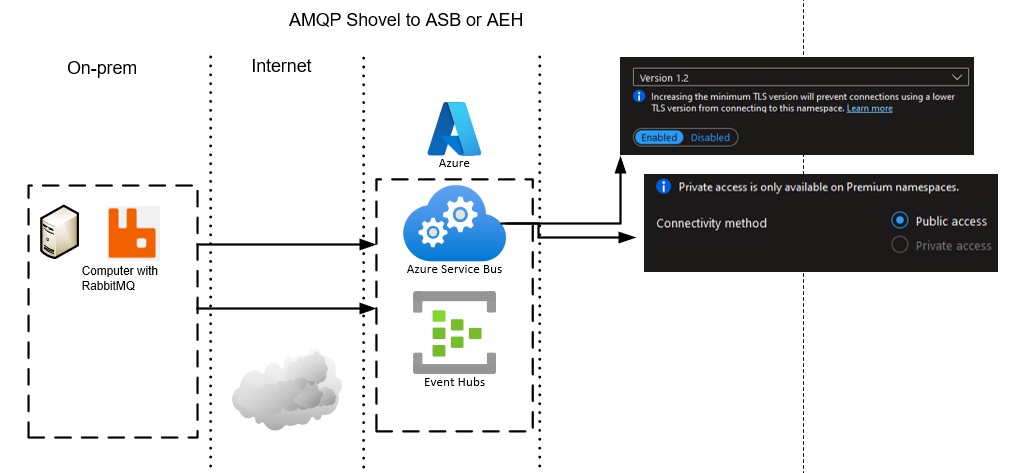 AMQP Shovel to ASB or AEH
On-prem
Internet
Azure
Computer with
RabbitMQ
Azure Service Bus
Event Hubs
Version 1.2
Increasing the minimum TLS version will prevent connections using a lower
TLS version from connecting to this namespace. Learn more
Enabled Disabled
Private access is only available on Premium namespaces.
Connectivity method
Public access
Private access